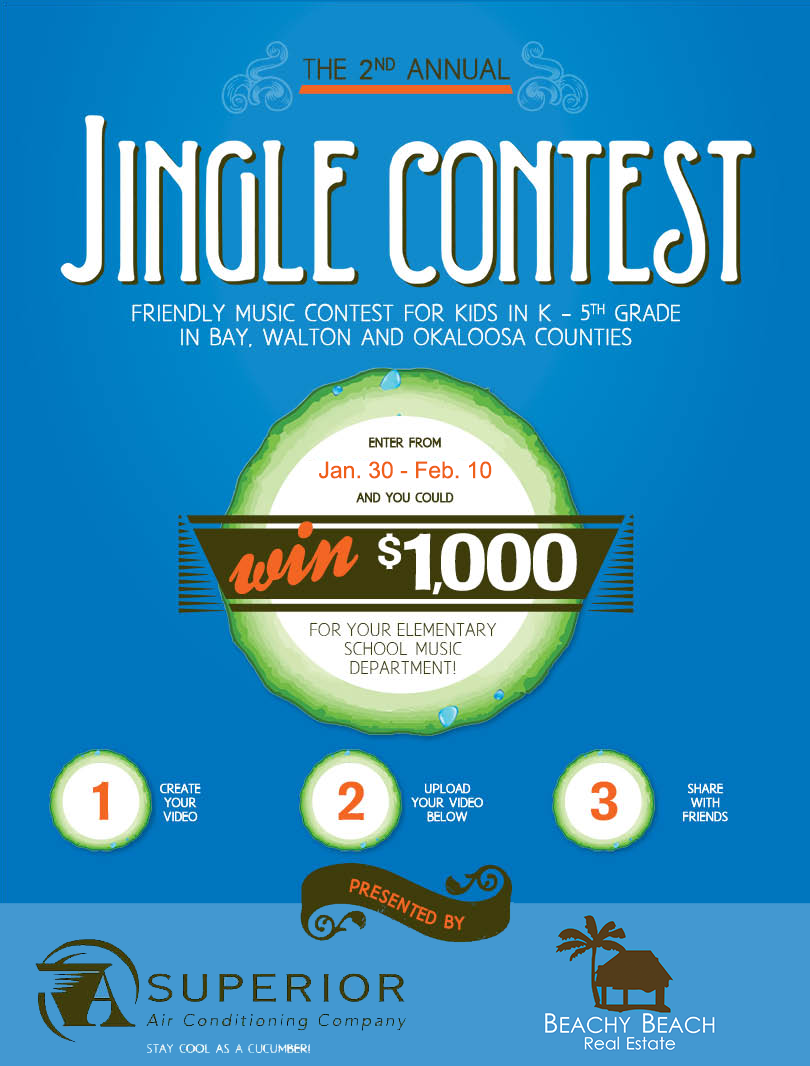 THE 2ND ANNUAL
JINGLE CONTEST
FRIENDLY MUSIC CONTEST FOR KIDS IN K - 5TH GRADE
IN BAY, WALTON AND OKALOOSA COUNTIES
ENTER FROM
Jan. 30 - Feb. 10
AND YOU COULD
win $1,000
FOR YOUR ELEMENTARY
SCHOOL MUSIC
DEPARTMENT!
1
CREATE
YOUR
VIDEO
2
UPLOAD
YOUR VIDEO
BELOW
3
SHARE
WITH
FRIENDS
PRESENTED BY
A
SUPERIOR
Air Conditioning Company
STAY COOL AS A CUCUMBER!
BEACHY BEACH
Real Estate